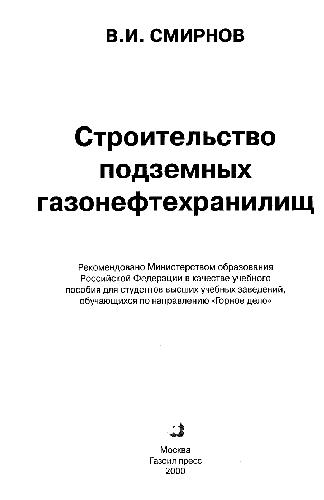 В.И. СМИРНОВ
Строительство
подземных
газонефтехранилищ
Рекомендовано Министерством образования
Российской Федерации в качестве учебного
пособия для студентов высших учебных заведений,
обучающихся по направлению «Горное дело»
Москва
Газоил пресс
2000